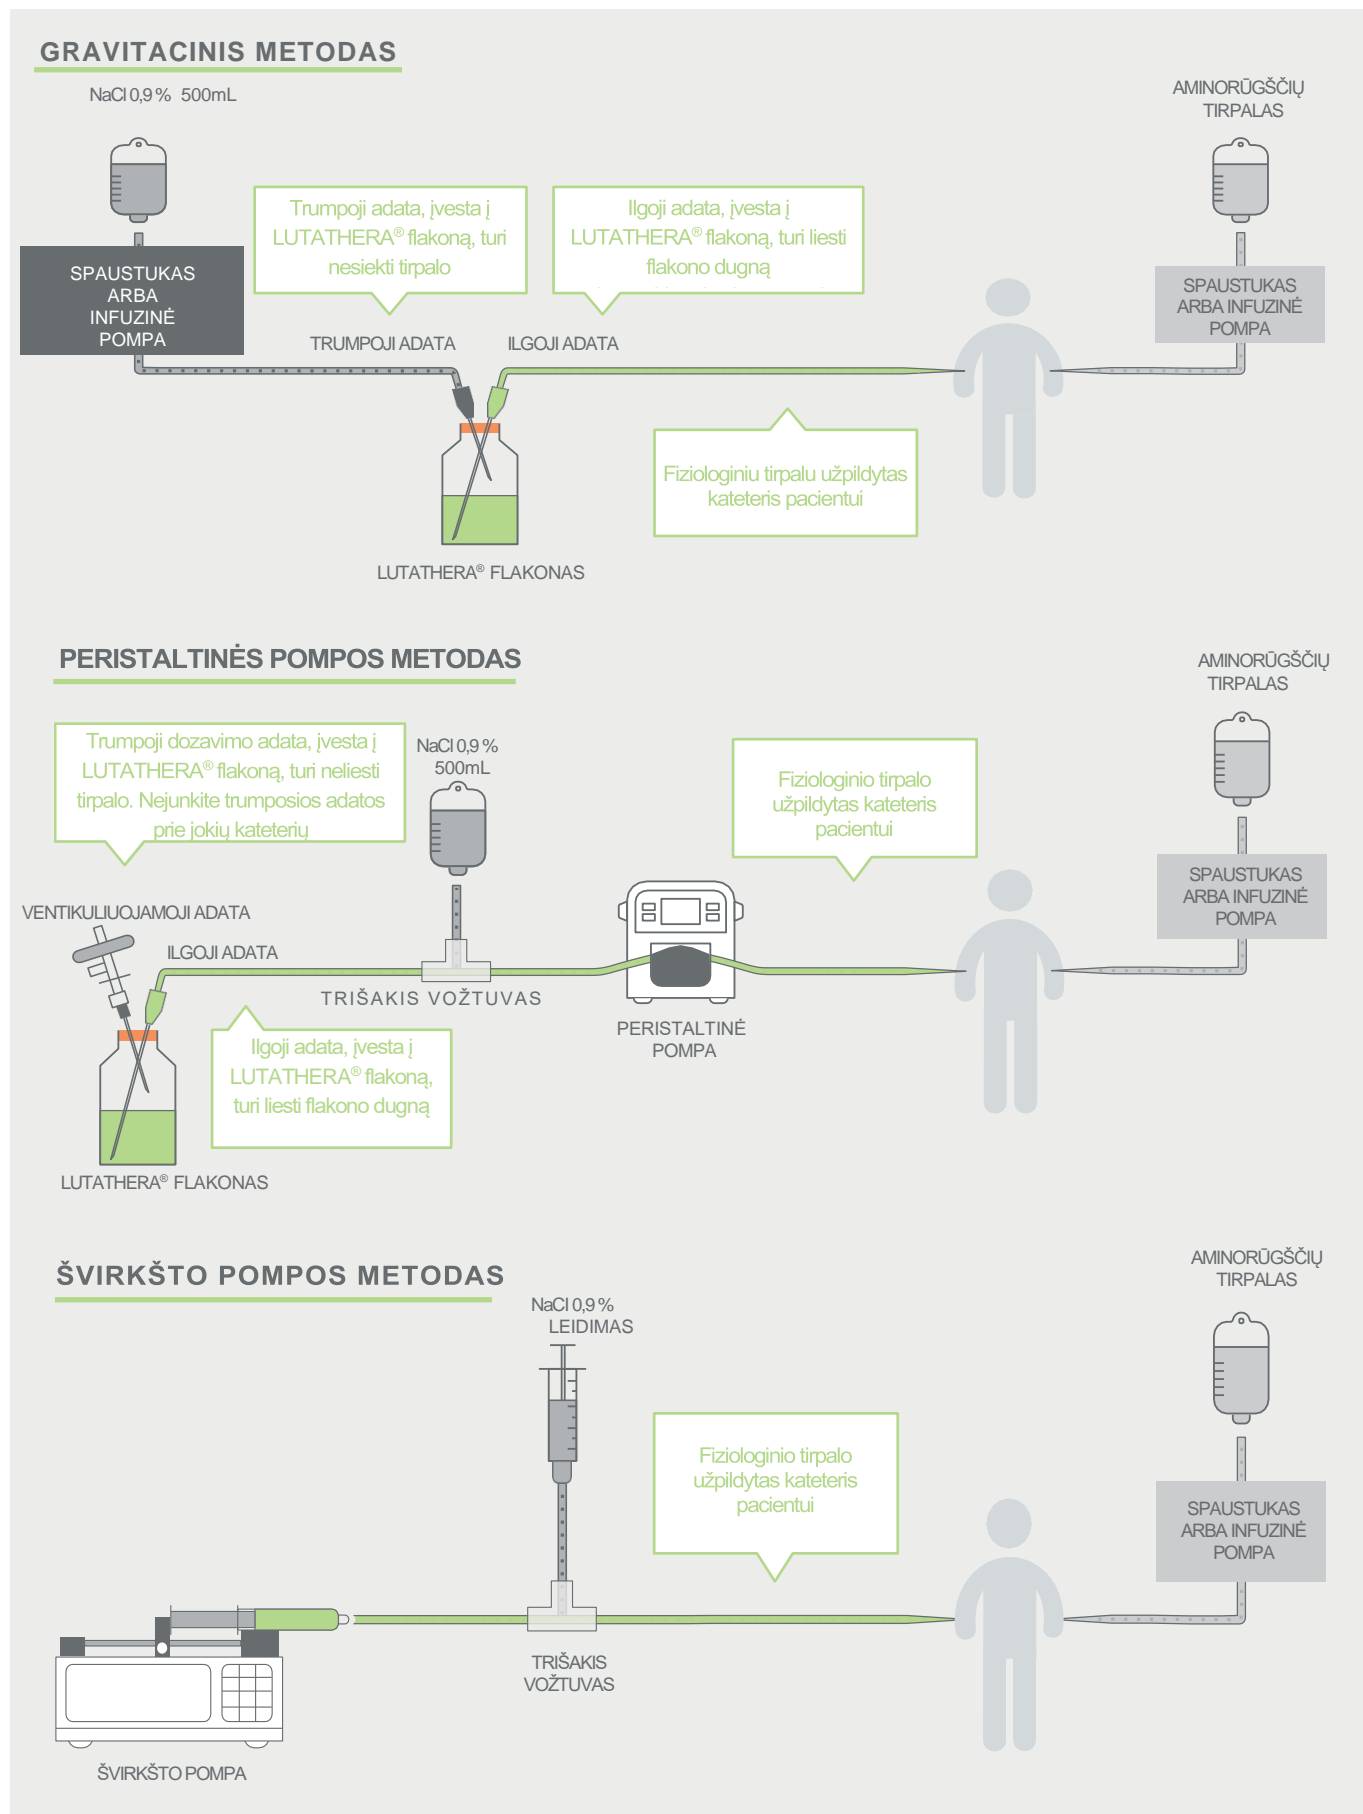 GRAVITACINIS METODAS
NaCl 0,9 % 500mL
AMINORŪGŠČIŲ
TIRPALAS
Trumpoji adata, įvesta į
LUTATHERA® flakoną, turi
nesiekti tirpalo
Ilgoji adata, įvesta į
LUTATHERA® flakoną, turi liesti
flakono dugną
SPAUSTUKAS
ARBA
INFUZINĖ
POMPA
SPAUSTUKAS
ARBA INFUZINĖ
POMPA
TRUMPOJI ADATA
ILGOJI ADATA
Fiziologiniu tirpalu užpildytas
kateteris pacientui
LUTATHERA® FLAKONAS
PERISTALTINĖS POMPOS METODAS
AMINORŪGŠČIŲ
TIRPALAS
Trumpoji dozavimo adata, įvesta į
LUTATHERA® flakoną, turi neliesti
tirpalo. Nejunkite trumposios adatos
prie jokių kateterių
NaCl 0,9 %
500mL
Fiziologinio tirpalo
užpildytas kateteris
pacientui
SPAUSTUKAS
ARBA INFUZINĖ
POMPA
VENTIKULIUOJAMOJI ADATA
ILGOJI ADATA
TRIŠAKIS VOŽTUVAS
PERISTALTINĖ
POMPA
Ilgoji adata, įvesta į
LUTATHERA® flakoną,
turi liesti flakono dugną
LUTATHERA® FLAKONAS
ŠVIRKŠTO POMPOS METODAS
AMINORŪGŠČIŲ
TIRPALAS
NaCl 0,9 %
LEIDIMAS
Fiziologinio tirpalo
užpildytas kateteris
pacientui
SPAUSTUKAS
ARBA INFUZINĖ
POMPA
TRIŠAKIS
VOŽTUVAS
ŠVIRKŠTO POMPA